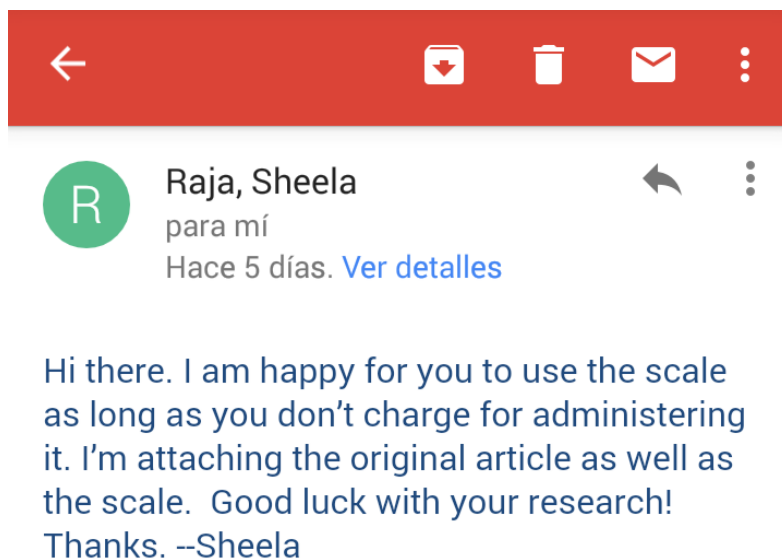 R
Raja, Sheela
para mí
Hace 5 días. Ver detalles
Hi there. I am happy for you to use the scale
as long as you don’t charge for administering
it. I’m attaching the original article as well as
the scale.  Good luck with your research!
Thanks. --Sheela